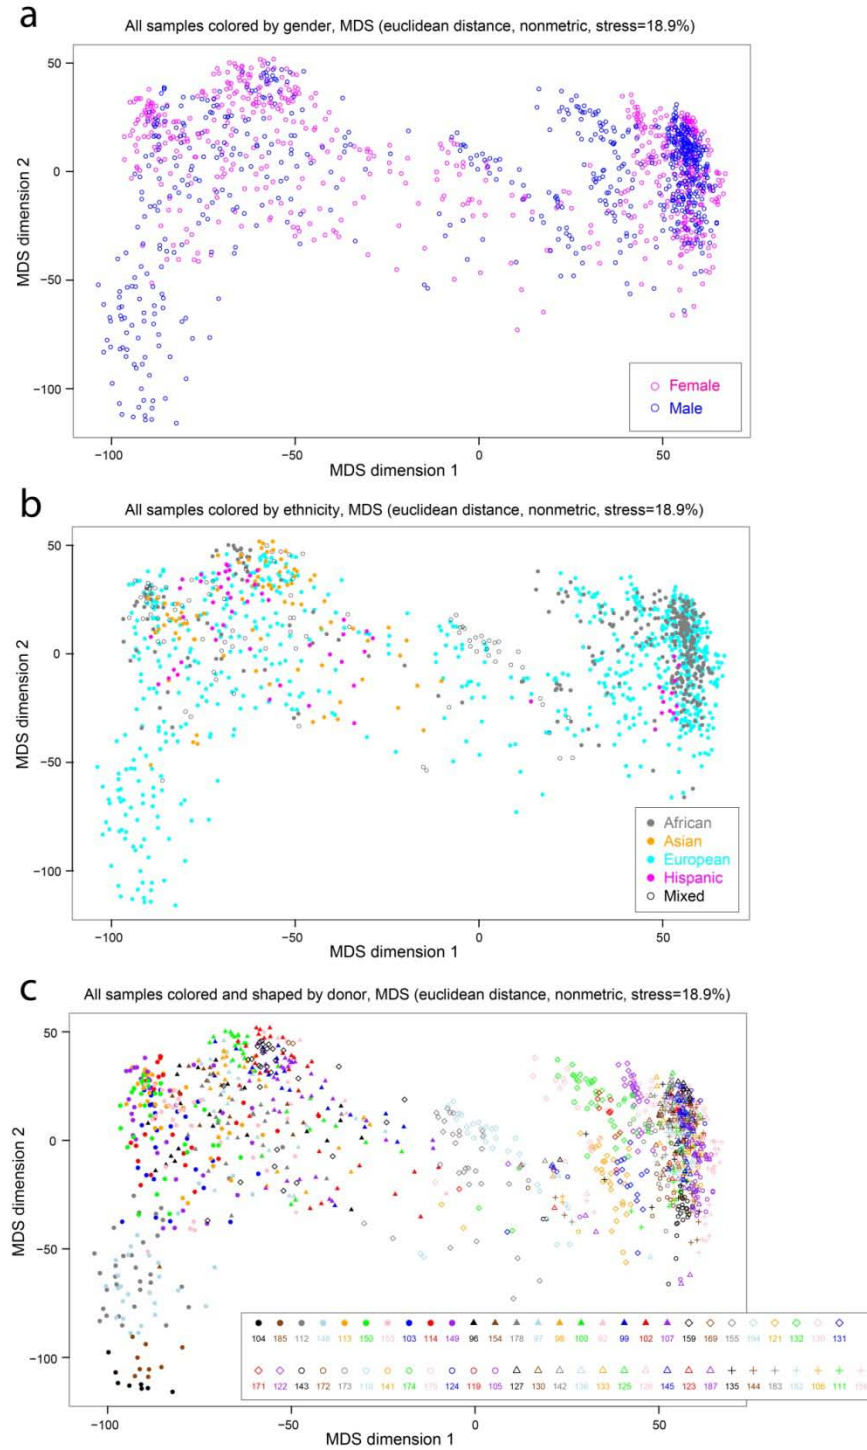 a
All samples colored by gender, MDS (euclidean distance, nonmetric, stress=18.9%)
MDS dimension 2
50
0
−50
−100
−100
−50
0
50
MDS dimension 1
Female
Male
b
All samples colored by ethnicity, MDS (euclidean distance, nonmetric, stress=18.9%)
MDS dimension 2
50
0
−50
−100
−100
−50
0
50
MDS dimension 1
African
Asian
European
Hispanic
Mixed
c
All samples colored and shaped by donor, MDS (euclidean distance, nonmetric, stress=18.9%)
MDS dimension 2
50
0
−50
−100
−100
−50
0
50
MDS dimension 1
104 185 112 148 113 150 153 103 114 149 96 154 178 97 98 100 92 99 102 107 159 169 155 194 121 132 131
171 122 143 172 173 141 174 175 124 119 105 127 130 142 136 133 125 145 123 187 135 144 183 106 111